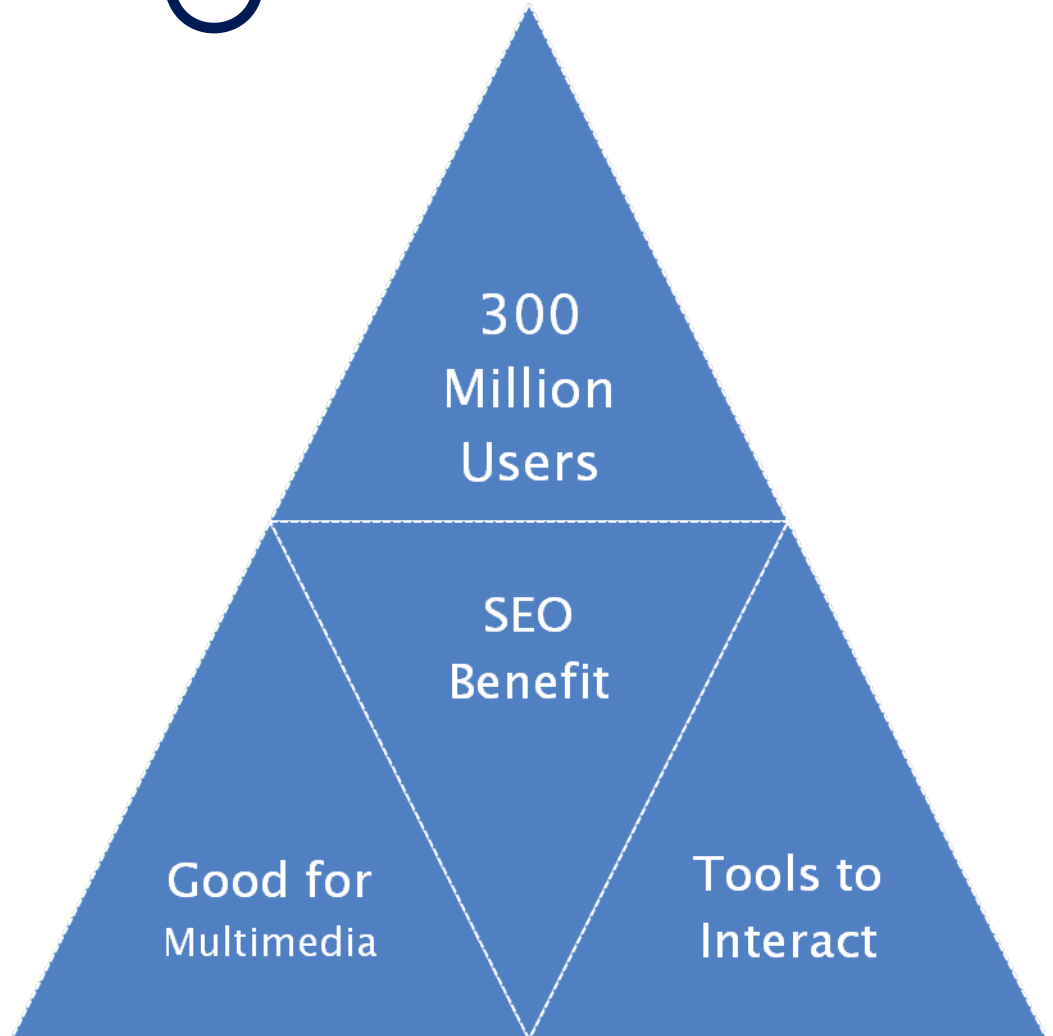 300
Million
Users
SEO
Benefit
Good for
Multimedia
Tools to
Interact